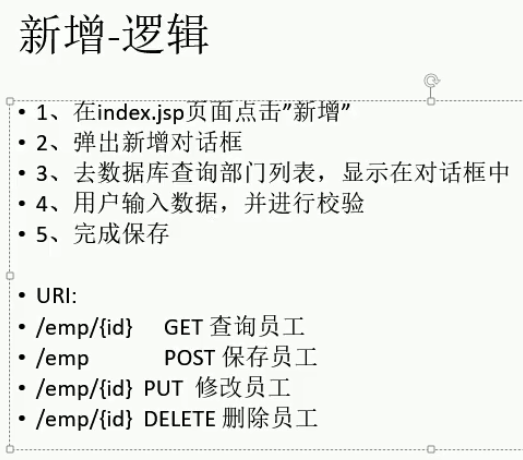 新增-逻辑
• 1、在index.jsp页面点击”新增”
• 2、弹出新增对话框
• 3、去数据库查询部门列表，显示在对话框中
• 4、用户输入数据，并进行校验
• 5、完成保存
• URI:
• /emp/{id} GET 查询员工
• /emp POST 保存员工
• /emp/{id} PUT 修改员工
• /emp/{id} DELETE 删除员工